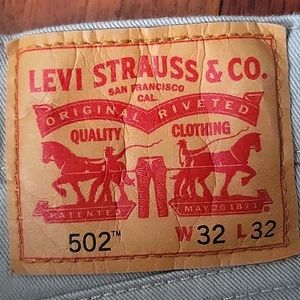 LEVI STRAUSS & CO.
SAN FRANCISCO
CAL.
ORIGINAL RIVETED
QUALITY CLOTHING
PATENTED MAY 20 1873
502™ W 32 L 32